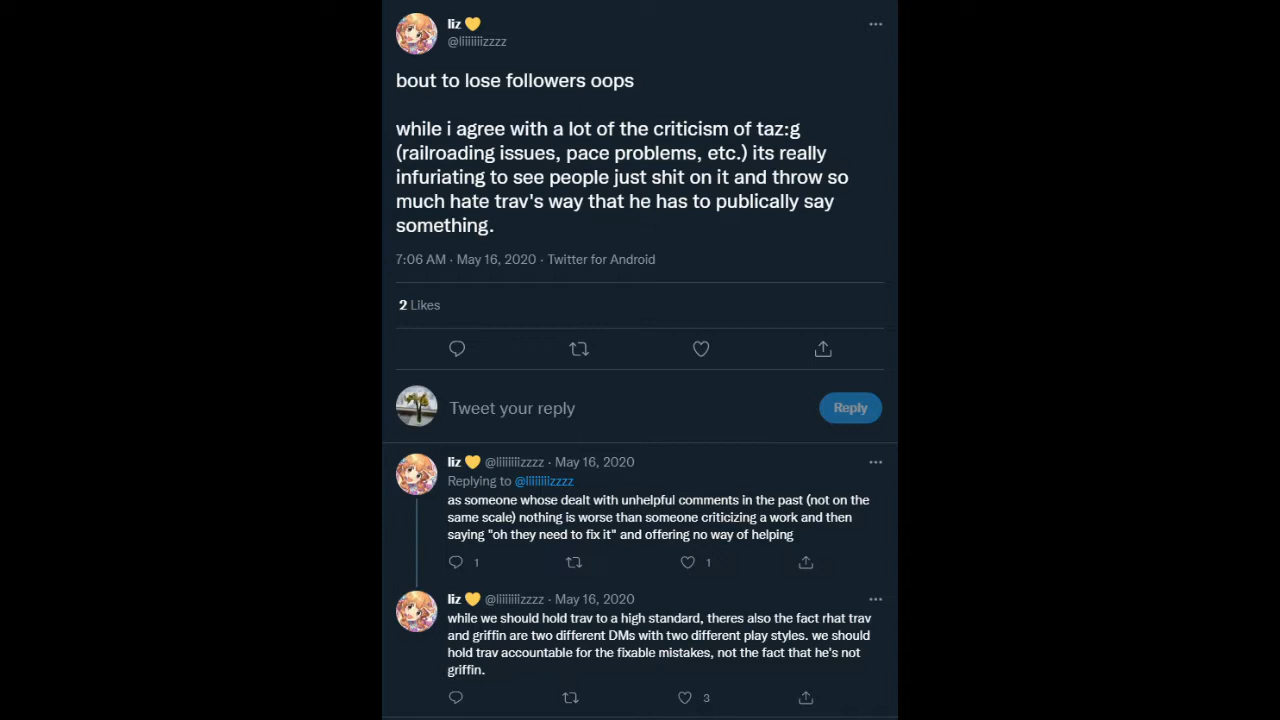 liz 💛
@liiiiiiizzzz
bout to lose followers oops
while i agree with a lot of the criticism of taz:g
(railroading issues, pace problems, etc.) its really
infuriating to see people just shit on it and throw so
much hate trav's way that he has to publically say
something.
7:06 AM · May 16, 2020 · Twitter for Android
2 Likes
Tweet your reply
Reply
liz 💛 @liiiiiiizzzz · May 16, 2020
Replying to @liiiiiiizzzz
as someone whose dealt with unhelpful comments in the past (not on the
same scale) nothing is worse than someone criticizing a work and then
saying "oh they need to fix it" and offering no way of helping
1 1
liz 💛 @liiiiiiizzzz · May 16, 2020
while we should hold trav to a high standard, theres also the fact rhat trav
and griffin are two different DMs with two different play styles. we should
hold trav accountable for the fixable mistakes, not the fact that he's not
griffin.
3